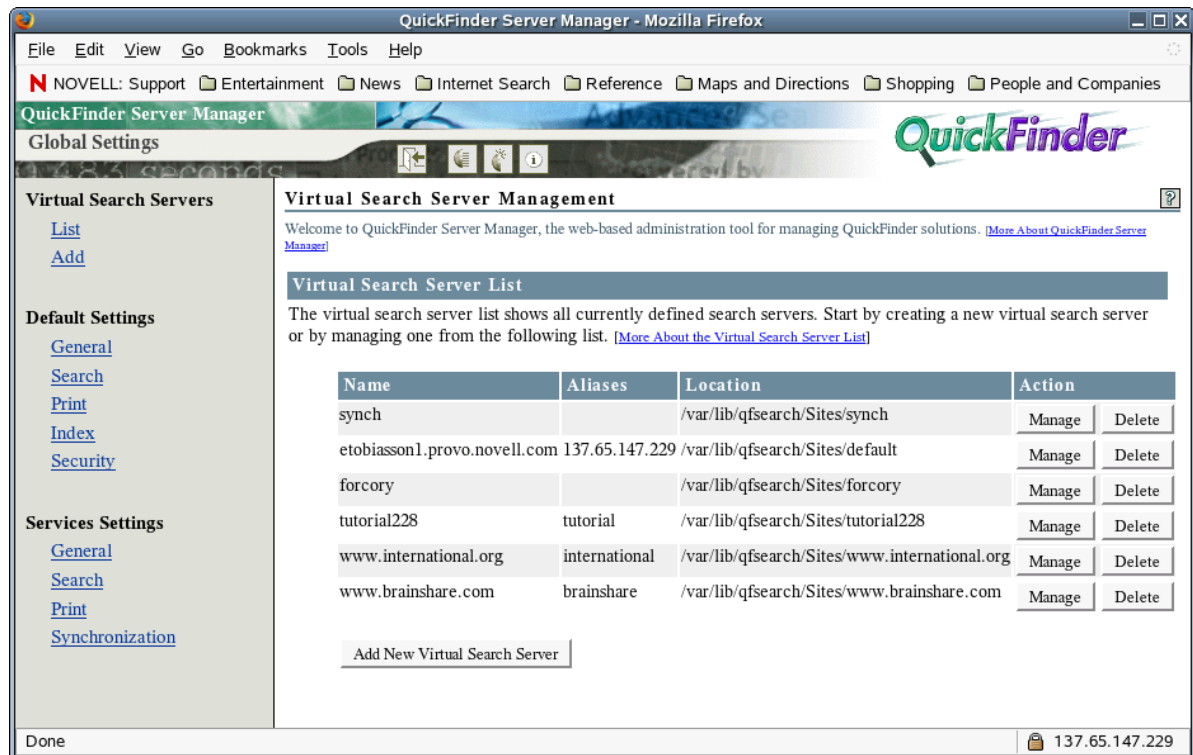 QuickFinder Server Manager - Mozilla Firefox
File Edit View Go Bookmarks Tools Help
N NOVELL: Support Entertainment News Internet Search Reference Maps and Directions Shopping People and Companies
QuickFinder Server Manager
Advanced Sea
Global Settings
QuickFinder
0.483 seconds
powered by
Virtual Search Servers
List
Add
Default Settings
General
Search
Print
Index
Security
Services Settings
General
Search
Print
Synchronization
Virtual Search Server Management
?
Welcome to QuickFinder Server Manager, the web-based administration tool for managing QuickFinder solutions. [More About QuickFinder Server
Manager]
Virtual Search Server List
The virtual search server list shows all currently defined search servers. Start by creating a new virtual search server
or by managing one from the following list. [More About the Virtual Search Server List]
Name Aliases Location Action
synch /var/lib/qfsearch/Sites/synch Manage Delete
etobiasson1.provo.novell.com 137.65.147.229 /var/lib/qfsearch/Sites/default Manage Delete
forcory /var/lib/qfsearch/Sites/forcory Manage Delete
tutorial228 tutorial /var/lib/qfsearch/Sites/tutorial228 Manage Delete
www.international.org international /var/lib/qfsearch/Sites/www.international.org Manage Delete
www.brainshare.com brainshare /var/lib/qfsearch/Sites/www.brainshare.com Manage Delete
Add New Virtual Search Server
Done 137.65.147.229